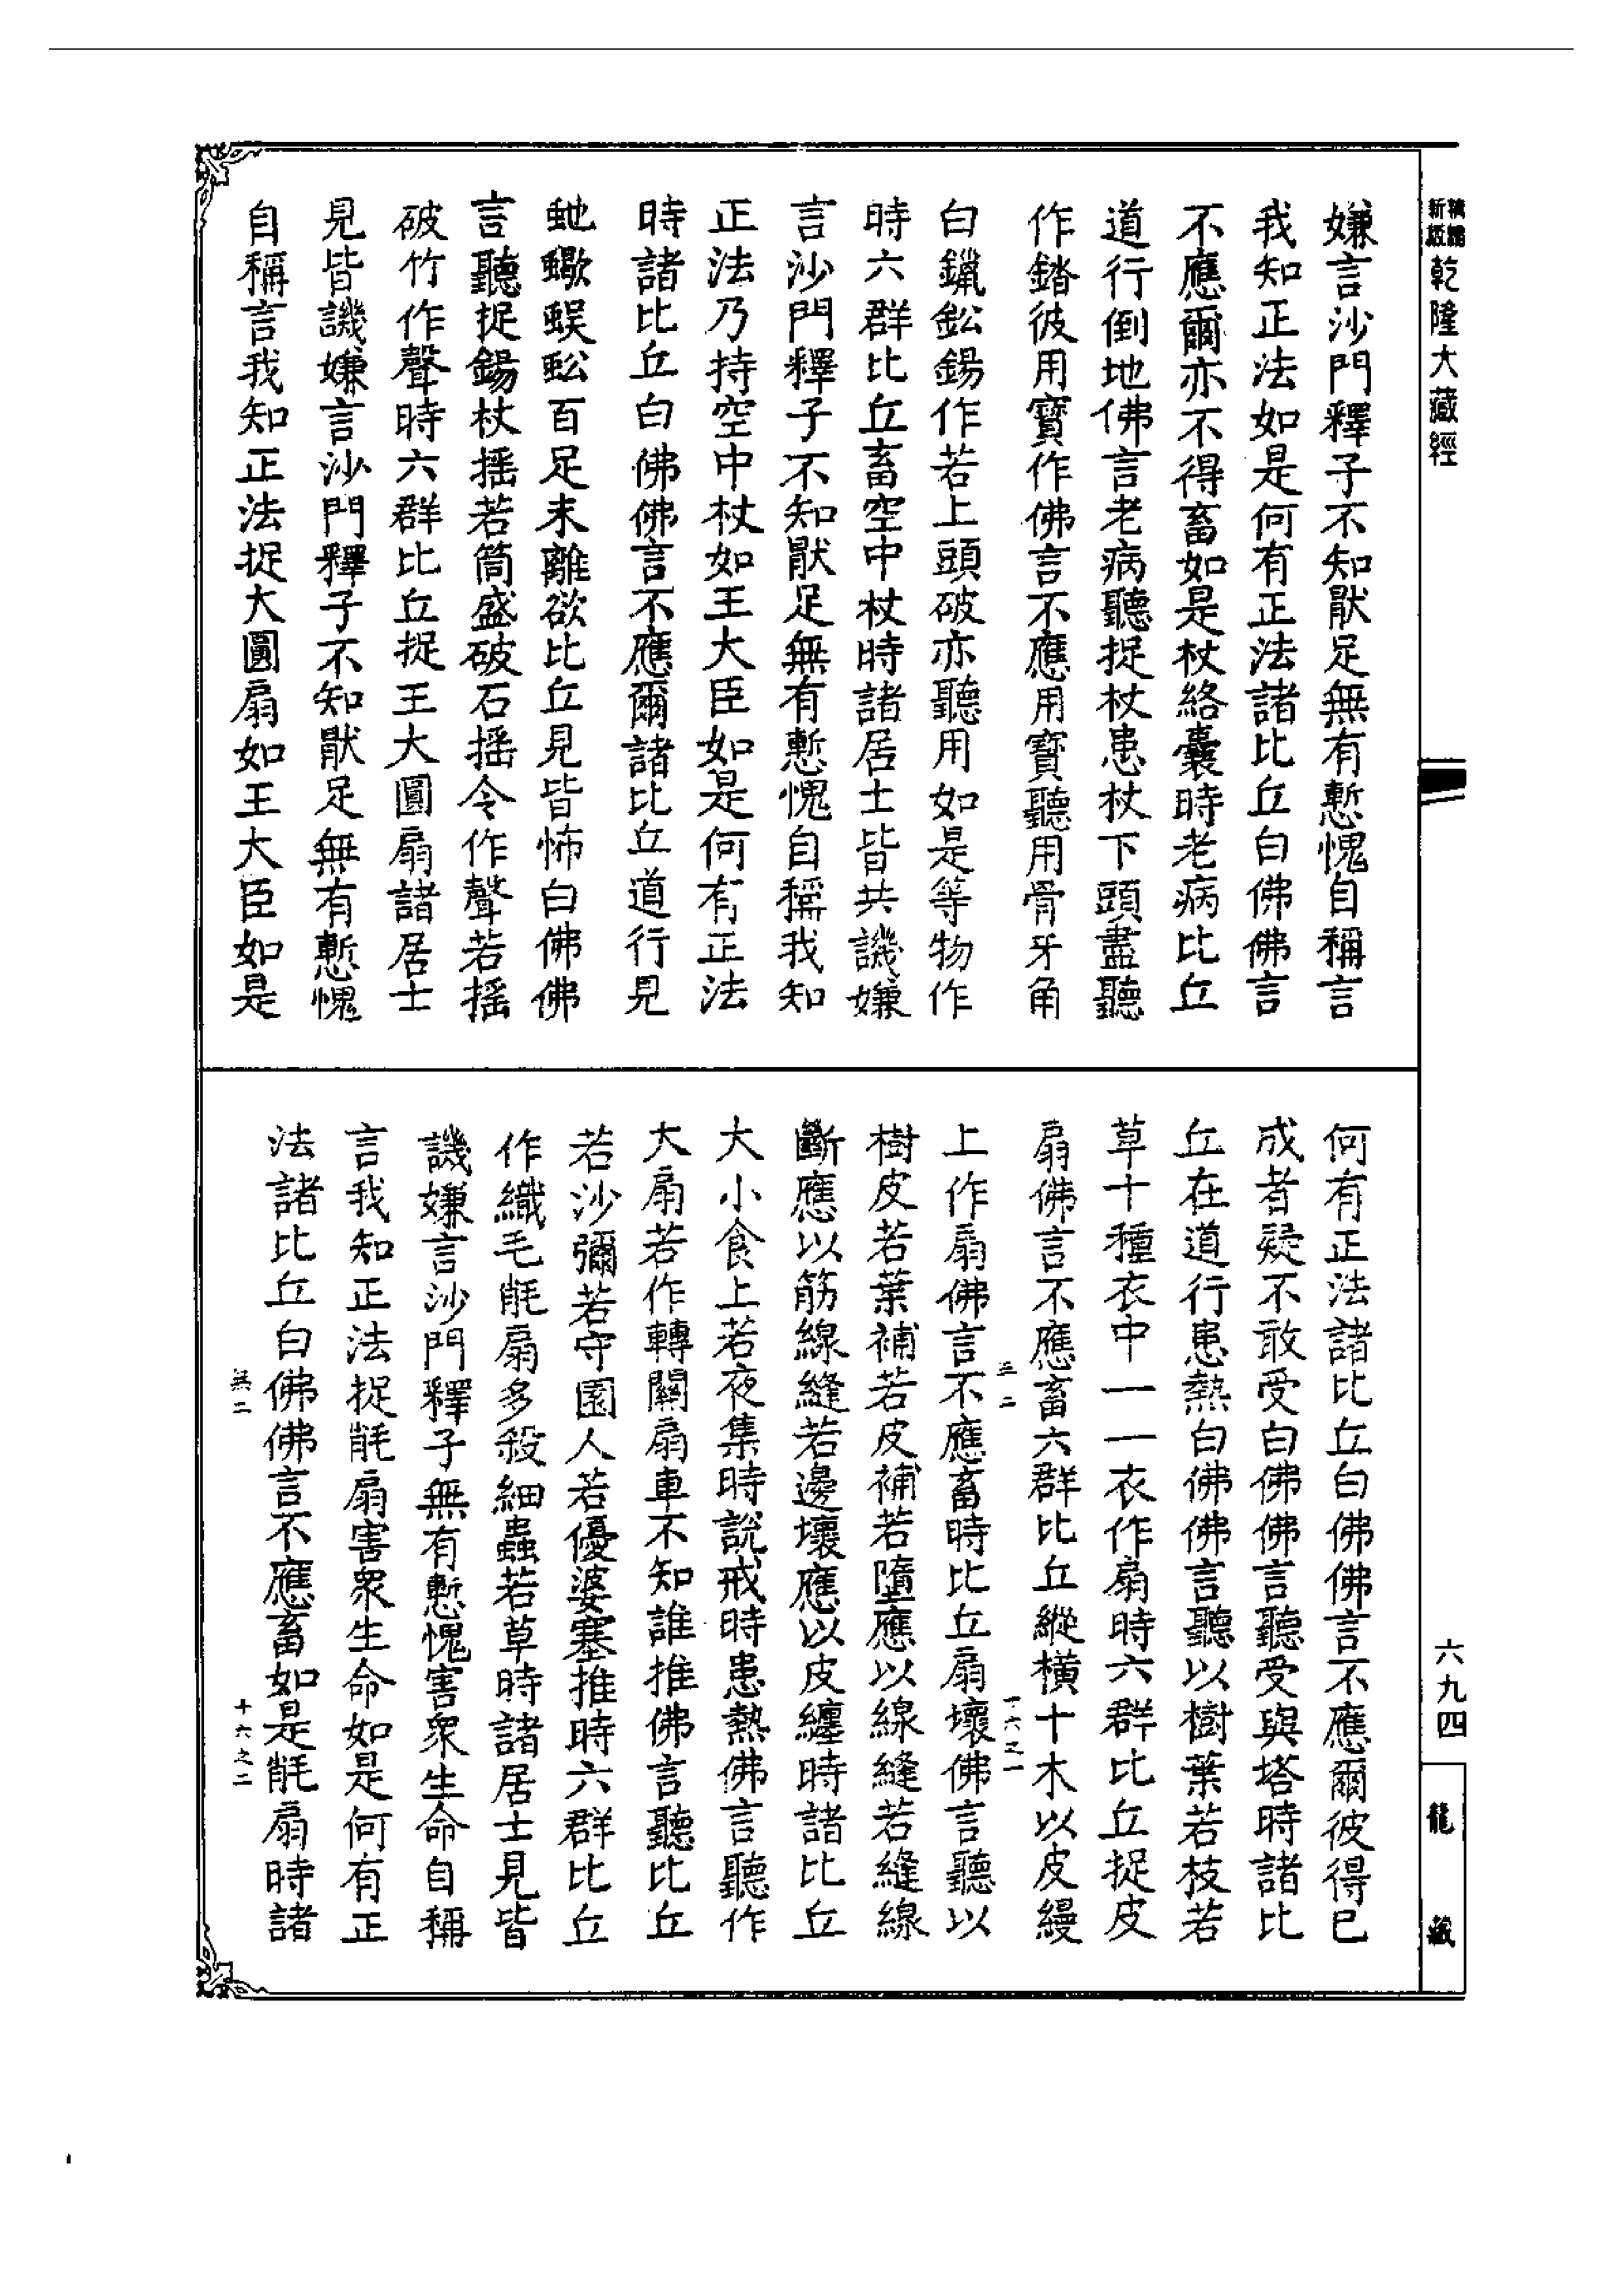 新版
乾隆大藏經
嫌言沙門釋子不知猒足無有慙愧自稱言
我知正法如是何有正法諸比丘白佛佛言
不應爾亦不得畜如是杖絡囊時老病比丘
道行倒地佛言老病聽捉杖患杖下頭盡聽
作錔彼用寶作佛言不應用寶聽用骨牙角
白鑞鈆錫作若上頭破亦聽用如是等物作
時六群比丘畜空中杖時諸居士皆共譏嫌
言沙門釋子不知猒足無有慙愧自稱我知
正法乃持空中杖如王大臣如是何有正法
時諸比丘白佛佛言不應爾諸比丘道行見
虵蠍蜈蚣百足未離欲比丘見皆怖白佛佛
言聽捉錫杖搖若筒盛破石搖令作聲若搖
破竹作聲時六群比丘捉王大圓扇諸居士
見皆譏嫌言沙門釋子不知猒足無有慙愧
自稱言我知正法捉大圓扇如王大臣如是
何有正法諸比丘白佛佛言不應爾彼得已
成者疑不敢受白佛佛言聽受與塔時諸比
丘在道行患熱白佛佛言聽以樹葉若枝若
草十種衣中一一衣作扇時六群比丘捉皮
扇佛言不應畜六群比丘縱橫十木以皮縵
上作扇佛言不應畜時比丘扇壞佛言聽以
樹皮若葉補若皮補若墮應以線縫若縫線
斷應以筋線縫若邊壞應以皮纏時諸比丘
大小食上若夜集時說戒時患熱佛言聽作
大扇若作轉關扇車不知誰推佛言聽比丘
若沙彌若守園人若優婆塞推時六群比丘
作織毛毦扇多殺細蟲若草時諸居士見皆
譏嫌言沙門釋子無有慙愧害衆生命自稱
言我知正法捉毦扇害衆生命如是何有正
法諸比丘白佛佛言不應畜如是毦扇時諸
無二
十六之二
六九四
龍藏